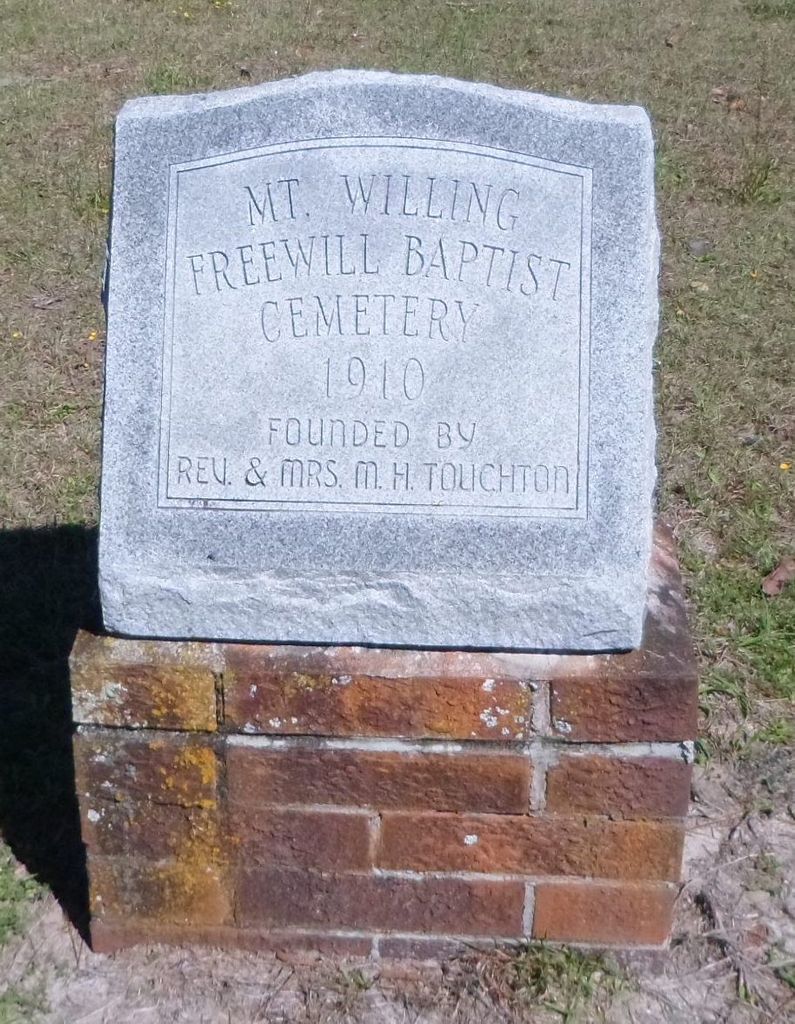 MT. WILLING
FREEWILL BAPTIST
CEMETERY
1910
FOUNDED BY
REV. & MRS. M. H. TOUCHTON